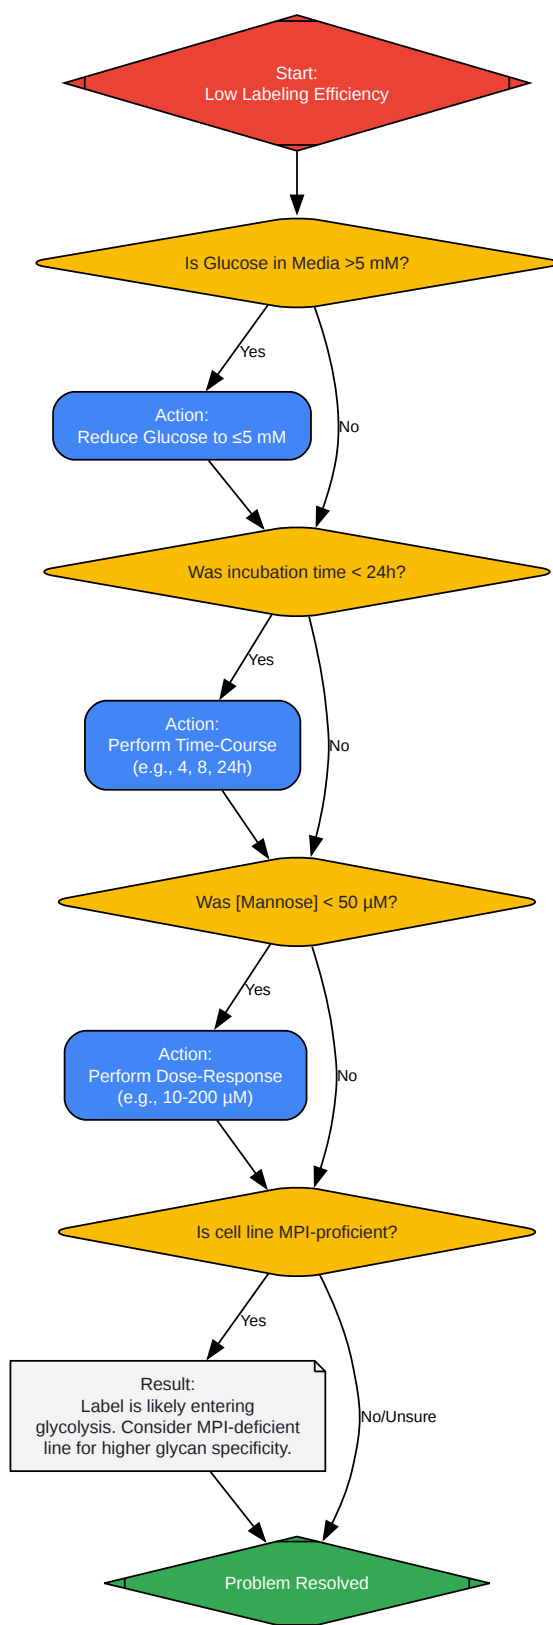 Start:
Low Labeling Efficiency
Is Glucose in Media >5 mM?
Yes
Action:
Reduce Glucose to ≤5 mM
No
Was incubation time < 24h?
Yes
Action:
Perform Time-Course
(e.g., 4, 8, 24h)
No
Was [Mannose] < 50 µM?
Yes
Action:
Perform Dose-Response
(e.g., 10-200 µM)
No
Is cell line MPI-proficient?
Yes
Result:
Label is likely entering
glycolysis. Consider MPI-deficient
line for higher glycan specificity.
No/Unsure
Problem Resolved